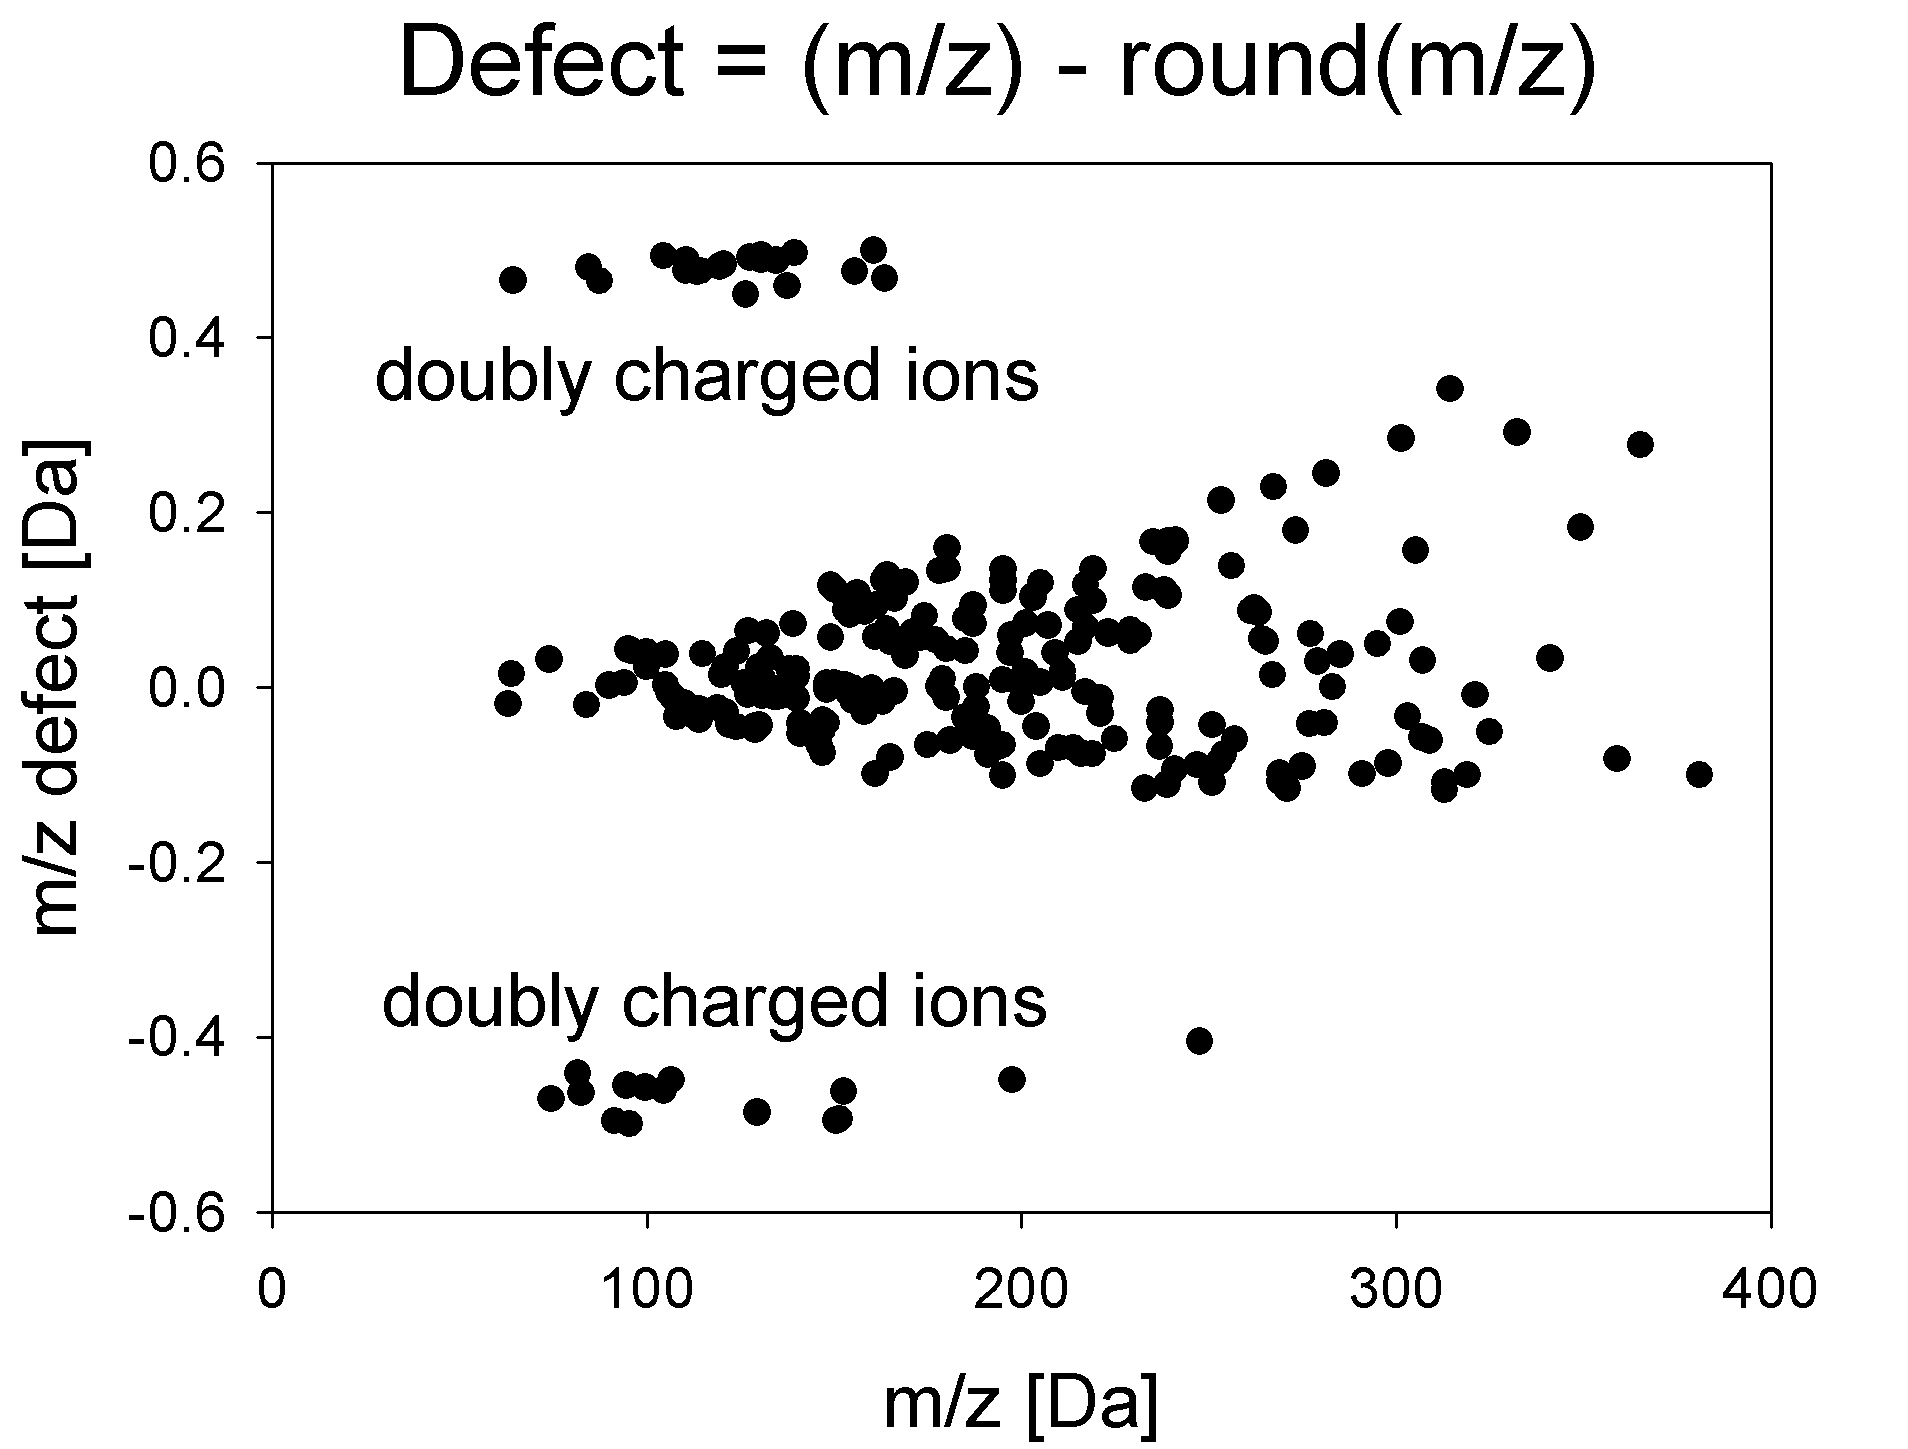 Defect = (m/z) - round(m/z)
0.6
0.4
doubly charged ions
0.2
0.0
-0.2
doubly charged ions
-0.4
-0.6
m/z defect [Da]
0 100 200 300 400
m/z [Da]